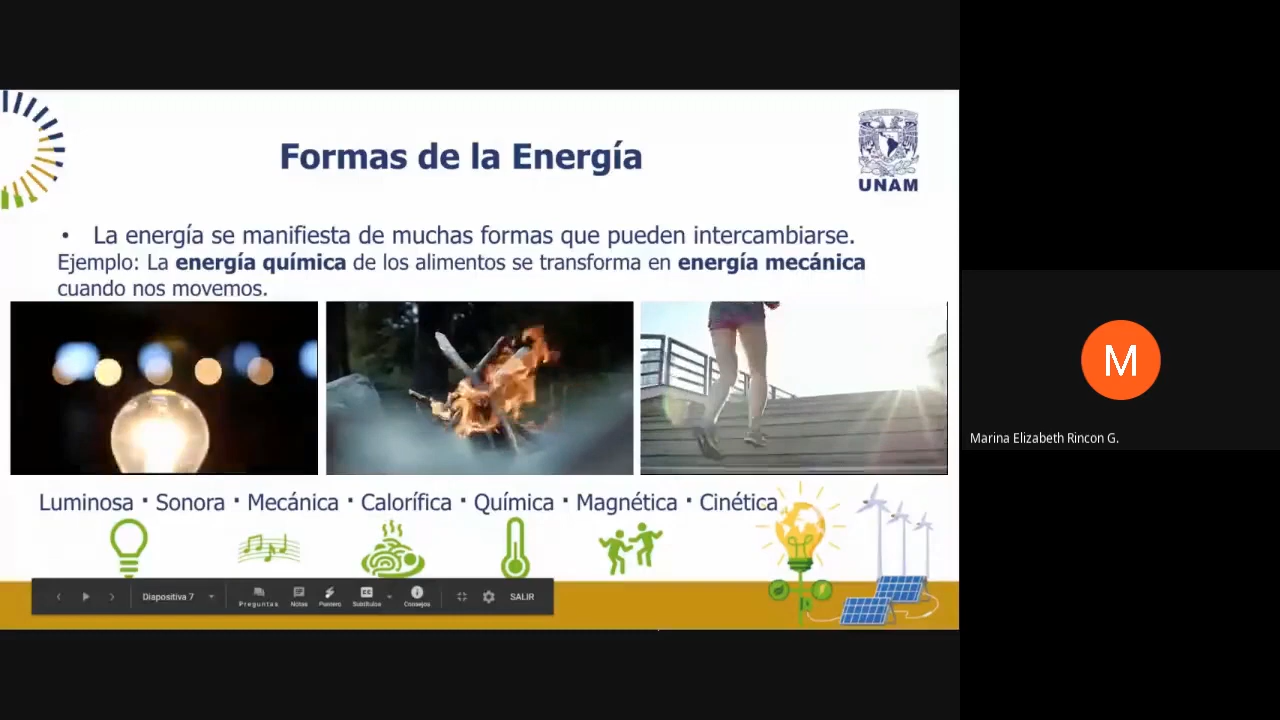 Formas de la Energía
UNAM
• La energía se manifiesta de muchas formas que pueden intercambiarse.
Ejemplo: La energía química de los alimentos se transforma en energía mecánica
cuando nos movemos.
Luminosa · Sonora · Mecánica · Calorífica · Química · Magnética · Cinética
Diapositiva 7
Preguntas
Notas
Puntero
Subtítulos
Consejos
SALIR
M
Marina Elizabeth Rincon G.